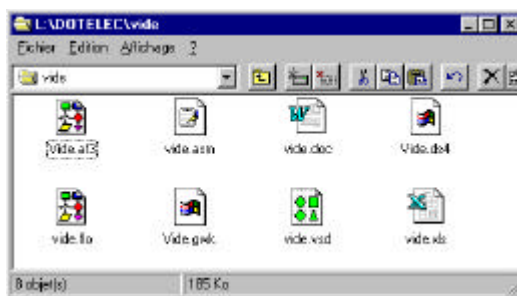 L:\DOTELEC\vide
Fichier Edition Affichage ?
vide
Vide.af3 vide.asm vide.doc Vide.ds4
vide.flo Vide.gwk vide.vsd vide.xls
8 objet(s) 185 Ko